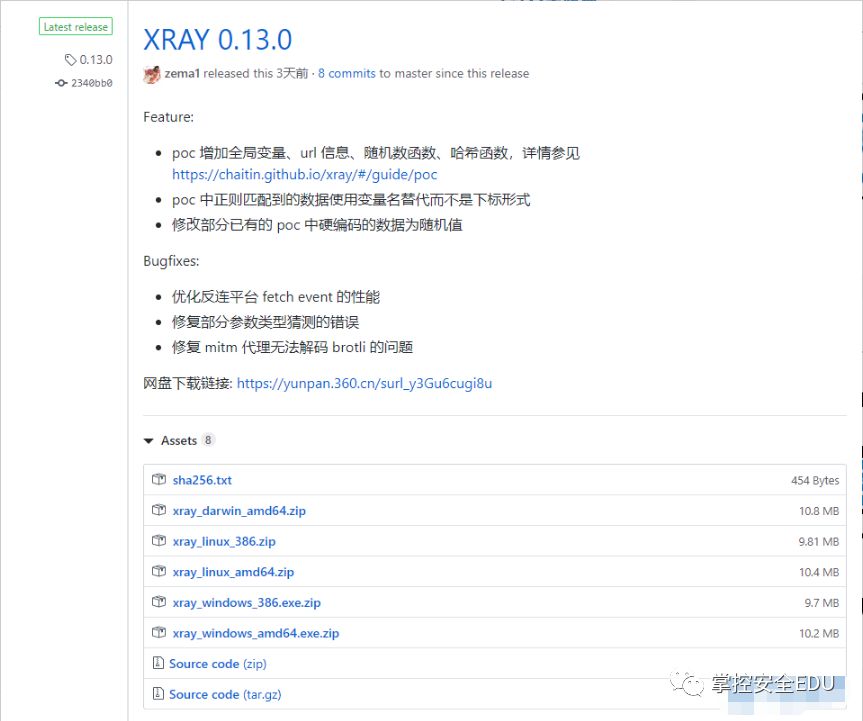 Latest release
0.13.0
2340bb0
XRAY 0.13.0
zema1 released this 3天前 · 8 commits to master since this release
Feature:
poc 增加全局变量、url 信息、随机数函数、哈希函数，详情参见
https://chaitin.github.io/xray/#/guide/poc
poc 中正则匹配到的数据使用变量名替代而不是下标形式
修改部分已有的 poc 中硬编码的数据为随机值
Bugfixes:
优化反连平台 fetch event 的性能
修复部分参数类型猜测的错误
修复 mitm 代理无法解码 brotli 的问题
网盘下载链接: https://yunpan.360.cn/surl_y3Gu6cugi8u
Assets 8
sha256.txt 454 Bytes
xray_darwin_amd64.zip 10.8 MB
xray_linux_386.zip 9.81 MB
xray_linux_amd64.zip 10.4 MB
xray_windows_386.exe.zip 9.7 MB
xray_windows_amd64.exe.zip 10.2 MB
Source code (zip)
Source code (tar.gz)
掌控安全EDU